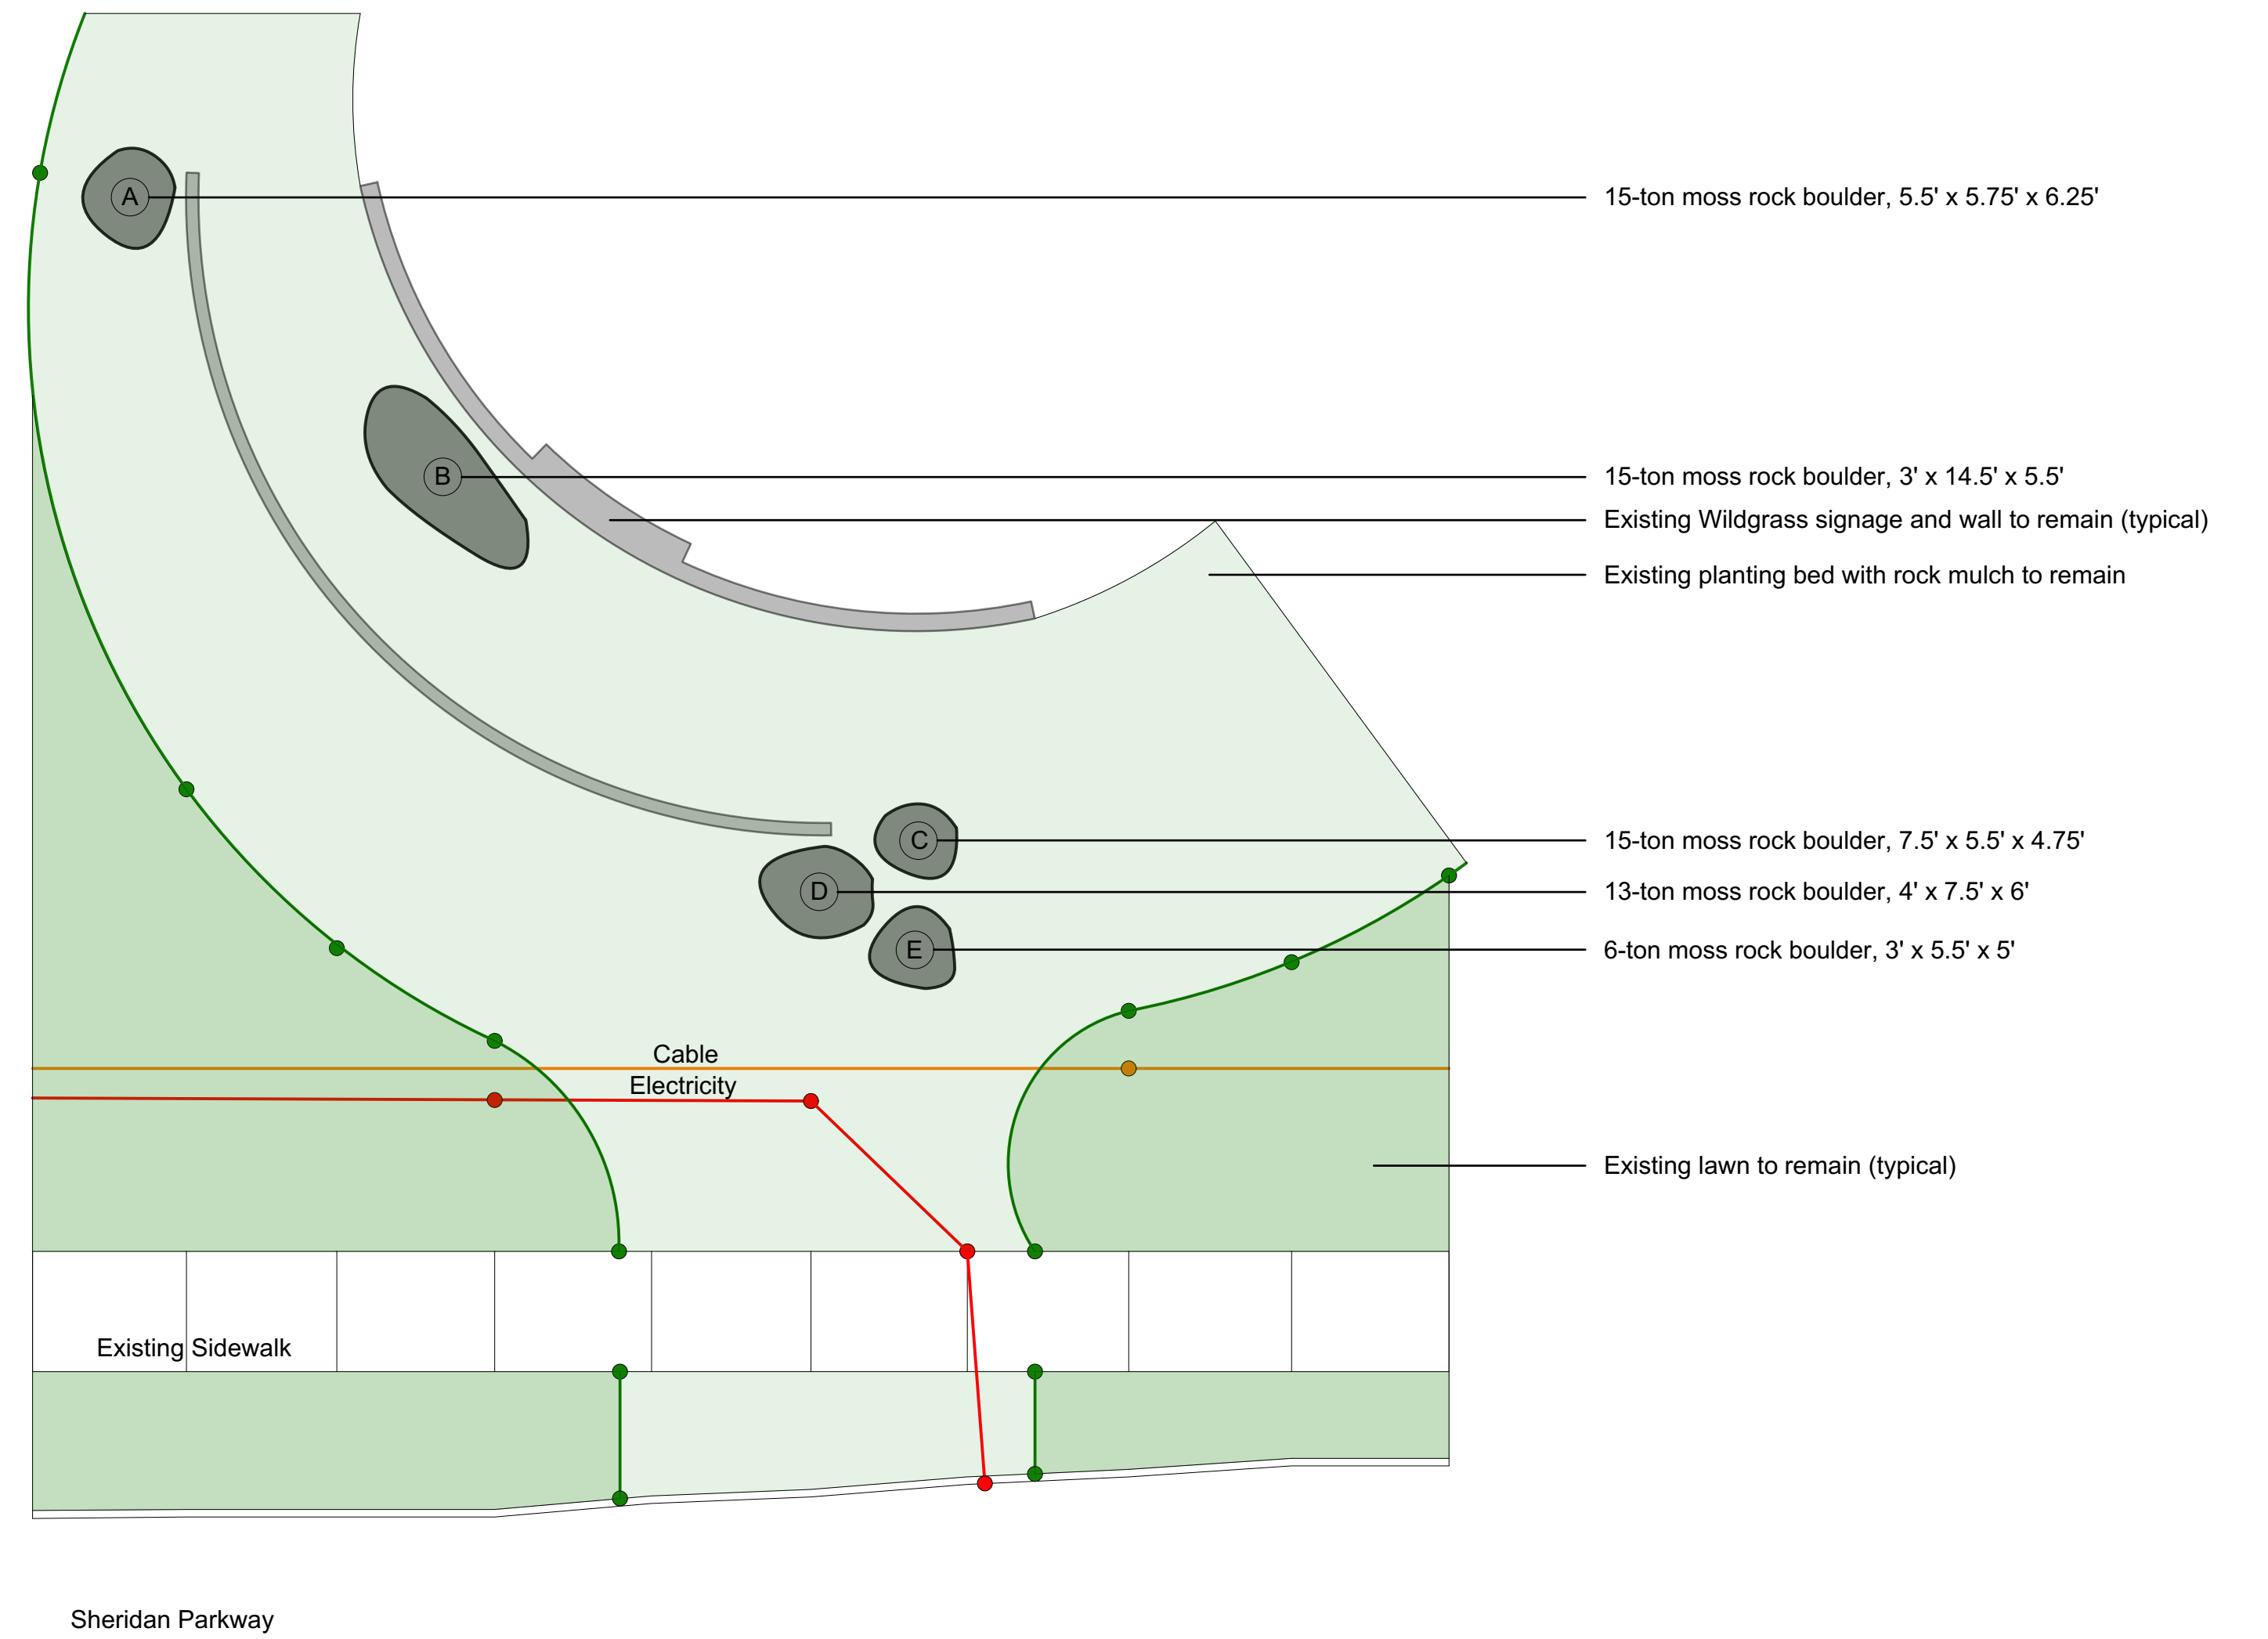 A
15-ton moss rock boulder, 5.5' x 5.75' x 6.25'
B
15-ton moss rock boulder, 3' x 14.5' x 5.5'
Existing Wildgrass signage and wall to remain (typical)
Existing planting bed with rock mulch to remain
C
15-ton moss rock boulder, 7.5' x 5.5' x 4.75'
D
13-ton moss rock boulder, 4' x 7.5' x 6'
E
6-ton moss rock boulder, 3' x 5.5' x 5'
Cable
Electricity
Existing lawn to remain (typical)
Existing Sidewalk
Sheridan Parkway